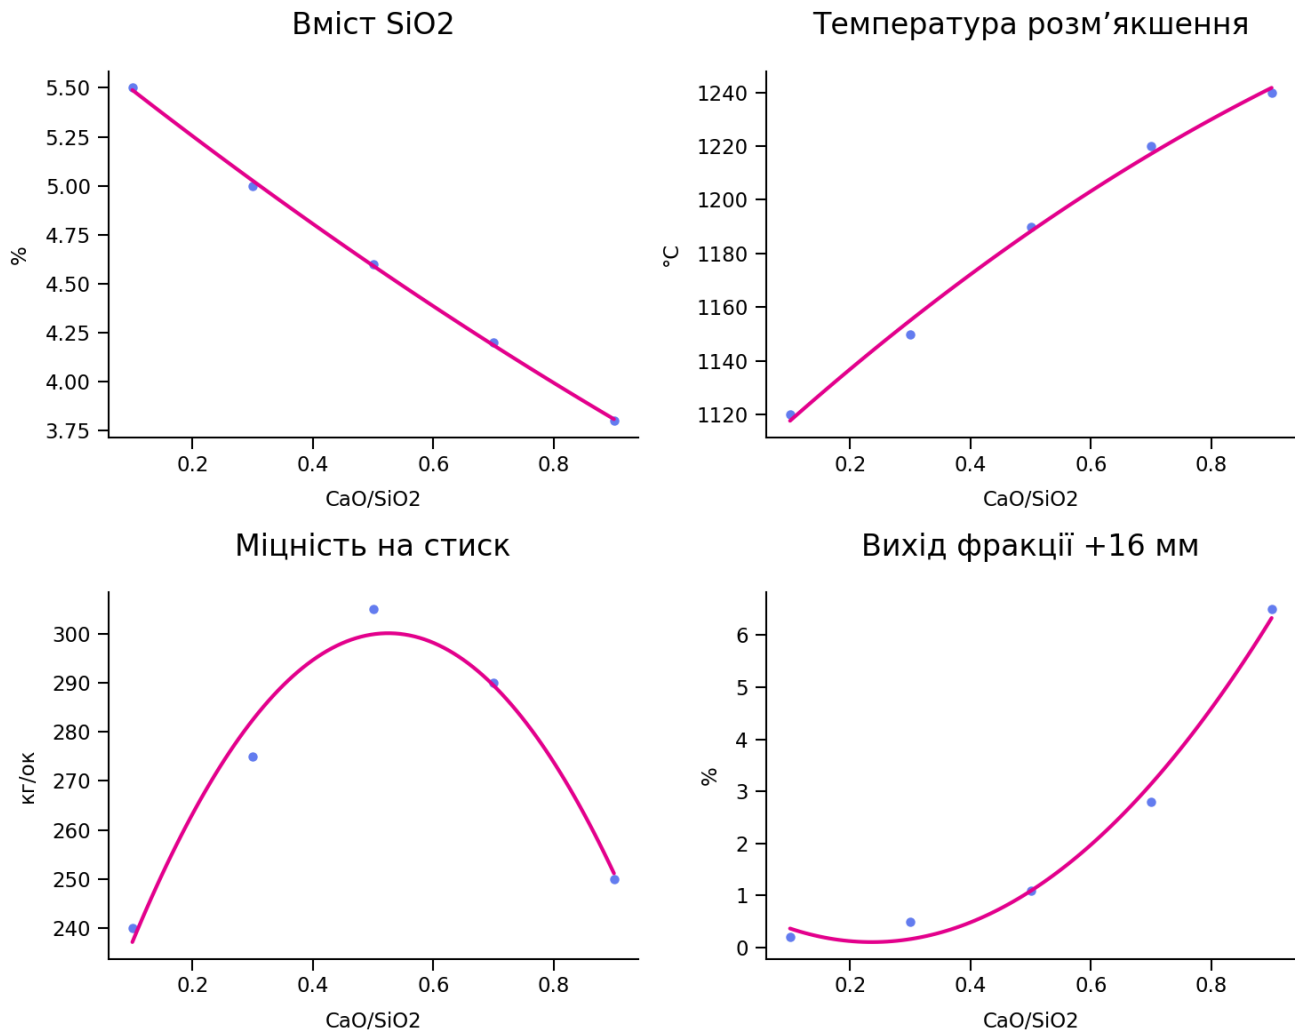 Вміст SiO2
5.50
5.25
5.00
4.75
4.50
4.25
4.00
3.75
%
0.2 0.4 0.6 0.8
CaO/SiO2
Температура розм’якшення
1240
1220
1200
1180
1160
1140
1120
°C
0.2 0.4 0.6 0.8
CaO/SiO2
Міцність на стиск
300
290
280
270
260
250
240
кг/ок
0.2 0.4 0.6 0.8
CaO/SiO2
Вихід фракції +16 мм
6
5
4
3
2
1
0
%
0.2 0.4 0.6 0.8
CaO/SiO2